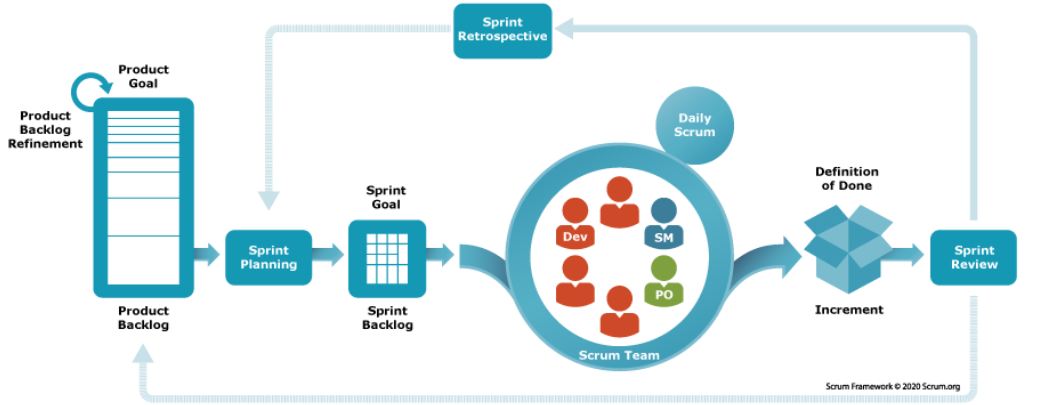 Sprint
Retrospective
Product
Goal
Product
Backlog
Refinement
Daily
Scrum
Definition
of Done
Sprint
Goal
Dev
SM
Sprint
Planning
Sprint
Review
PO
Product
Backlog
Sprint
Backlog
Increment
Scrum Team
Scrum Framework © 2020 Scrum.org